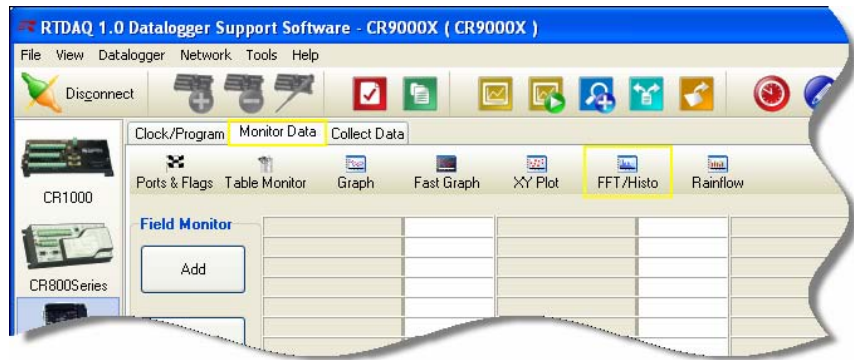 RTDAQ 1.0 Datalogger Support Software - CR9000X ( CR9000X )
File View Datalogger Network Tools Help
Disconnect
Clock/Program Monitor Data Collect Data
Ports & Flags Table Monitor Graph Fast Graph XY Plot FFT/Histo Rainflow
CR1000
Field Monitor
Add
CR800Series